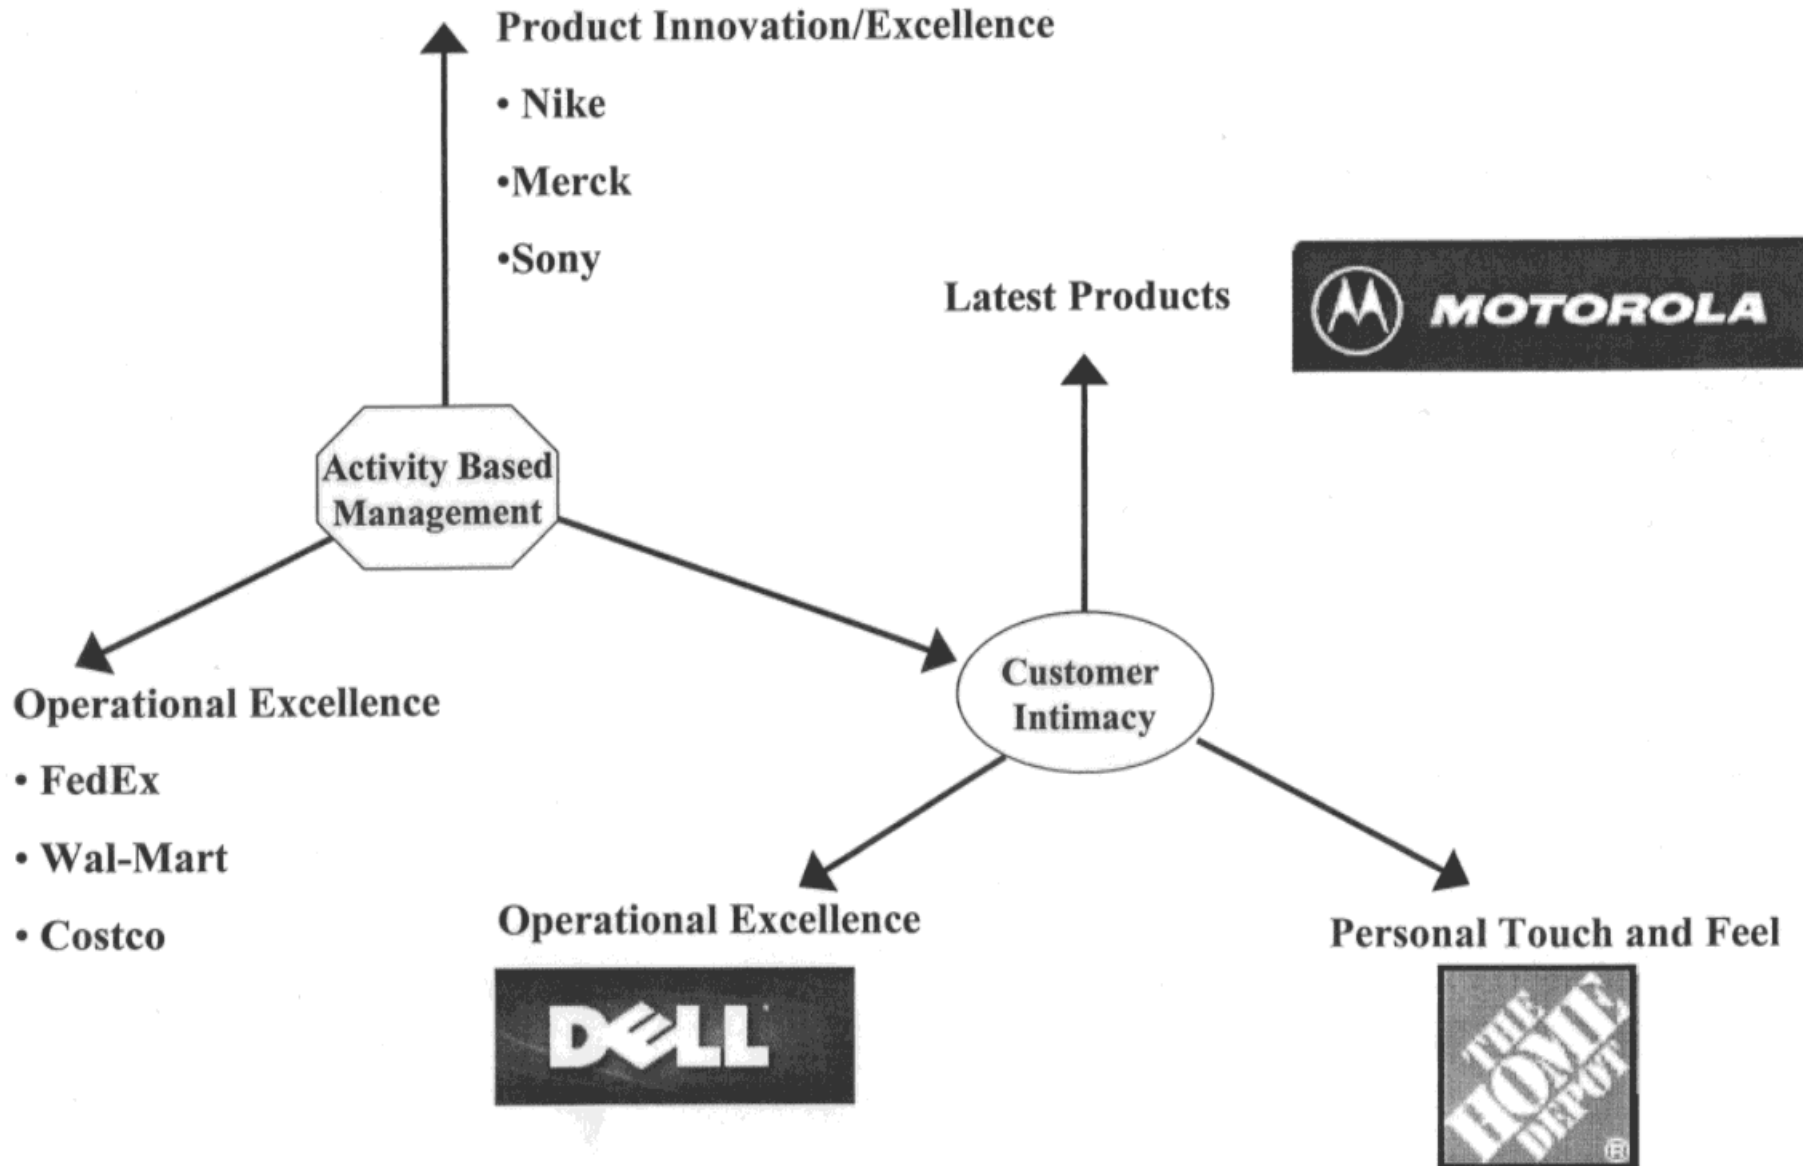 Product Innovation/Excellence
• Nike
•Merck
•Sony
Latest Products
MOTOROLA
Activity Based
Management
Customer
Intimacy
Operational Excellence
• FedEx
• Wal-Mart
• Costco
Operational Excellence
DELL
Personal Touch and Feel
THE
HOME
DEPOT
®